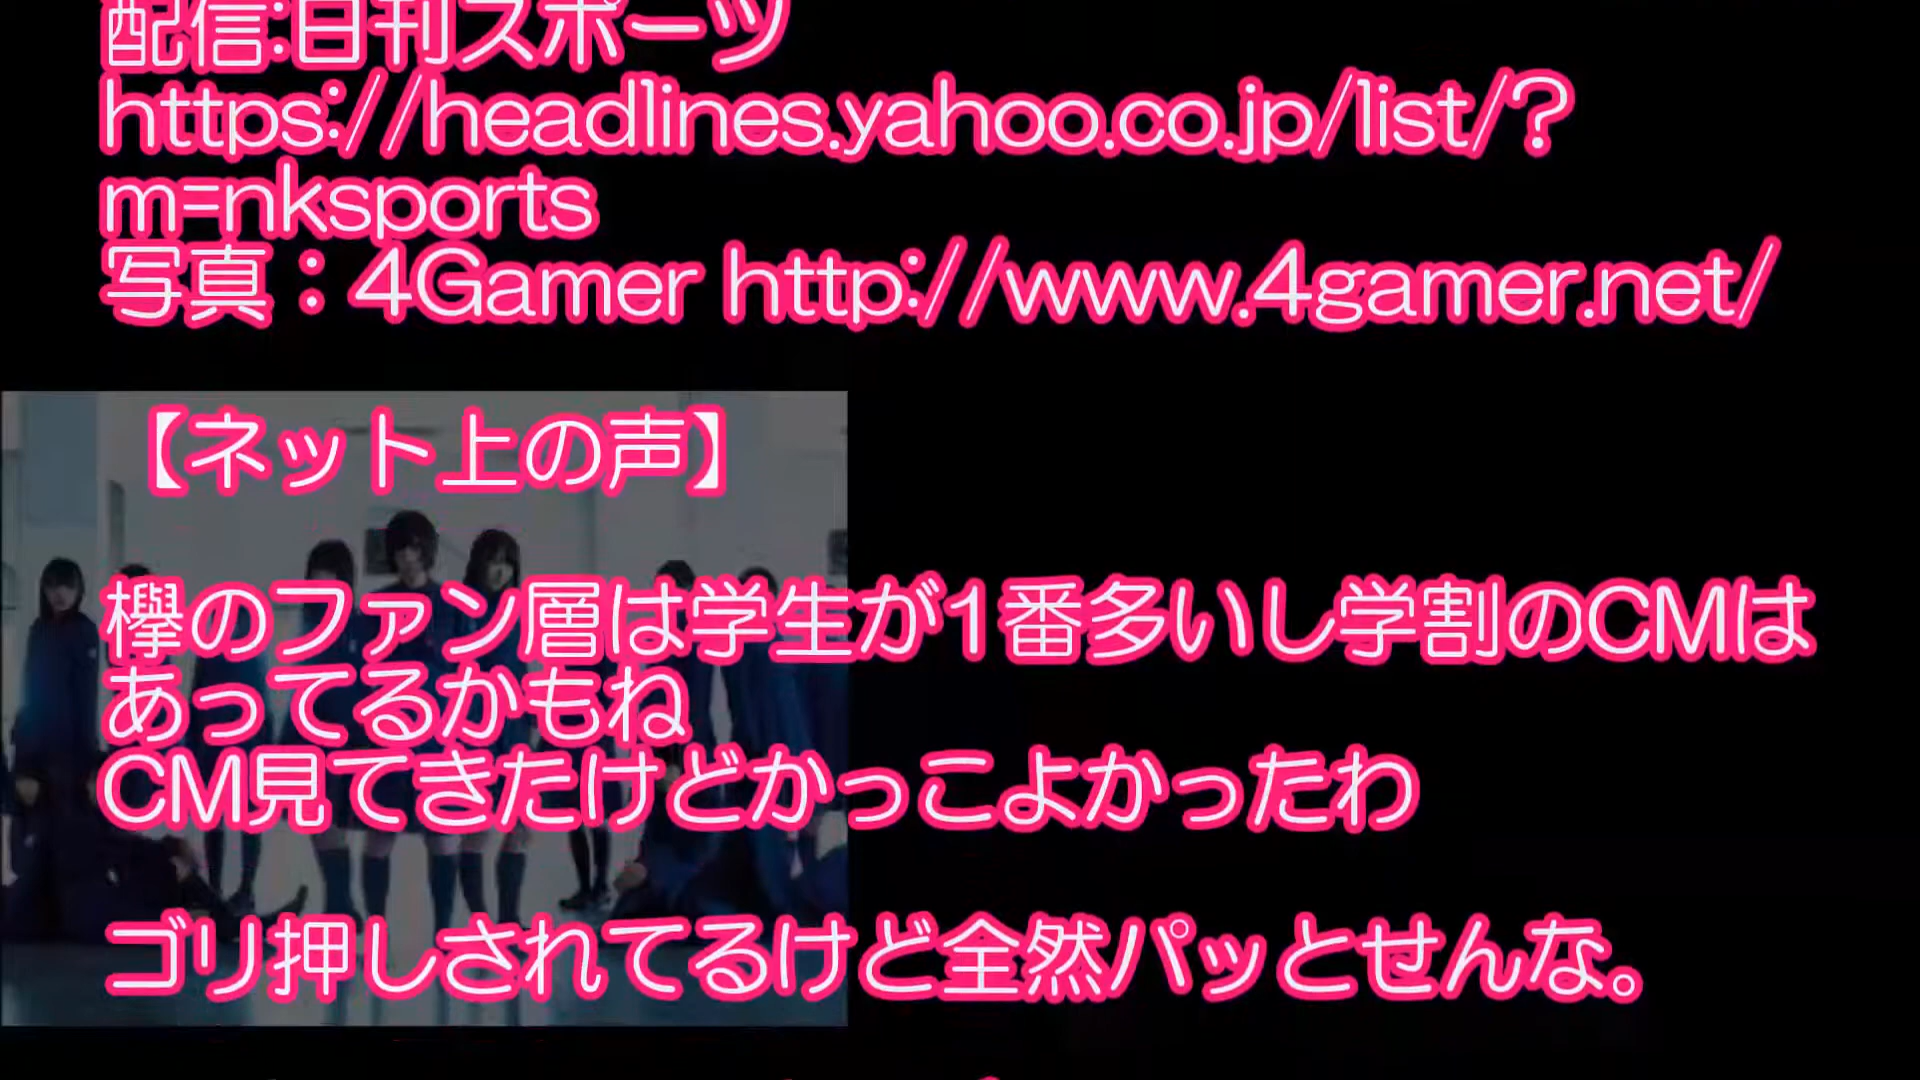 配信:日刊スポーツ
https://headlines.yahoo.co.jp/list/?
m=nksports
写真：4Gamer http://www.4gamer.net/
【ネット上の声】
欅のファン層は学生が1番多いし学割のCMは
あってるかもね
CM見てきたけどかっこよかったわ
ゴリ押しされてるけど全然パッとせんな。